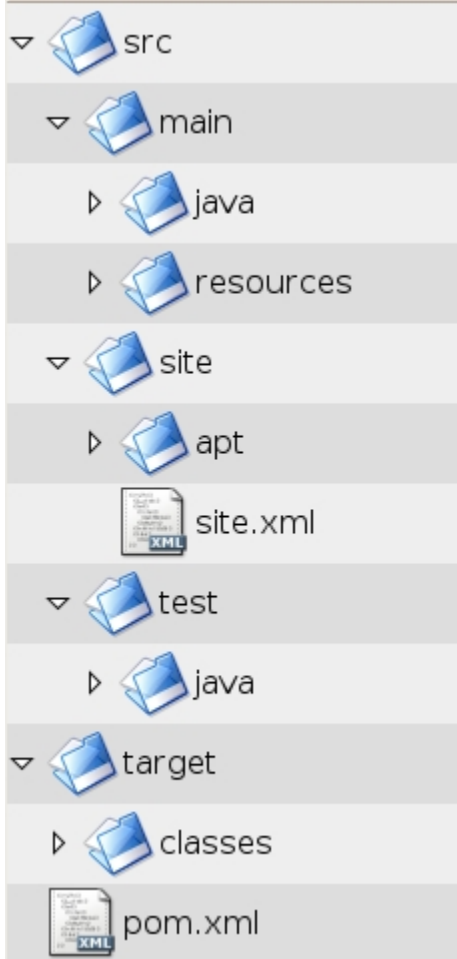 src
main
java
resources
site
apt
site.xml
test
java
target
classes
pom.xml